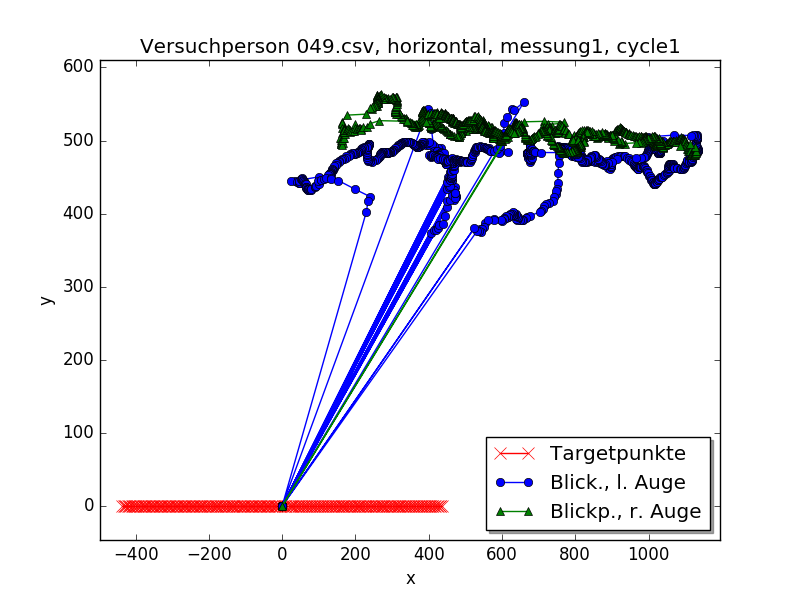 Versuchperson 049.csv, horizontal, messung1, cycle1
600
500
400
300
200
100
0
y
−400 −200 0 200 400 600 800 1000
x
Targetpunkte
Blick., l. Auge
Blickp., r. Auge